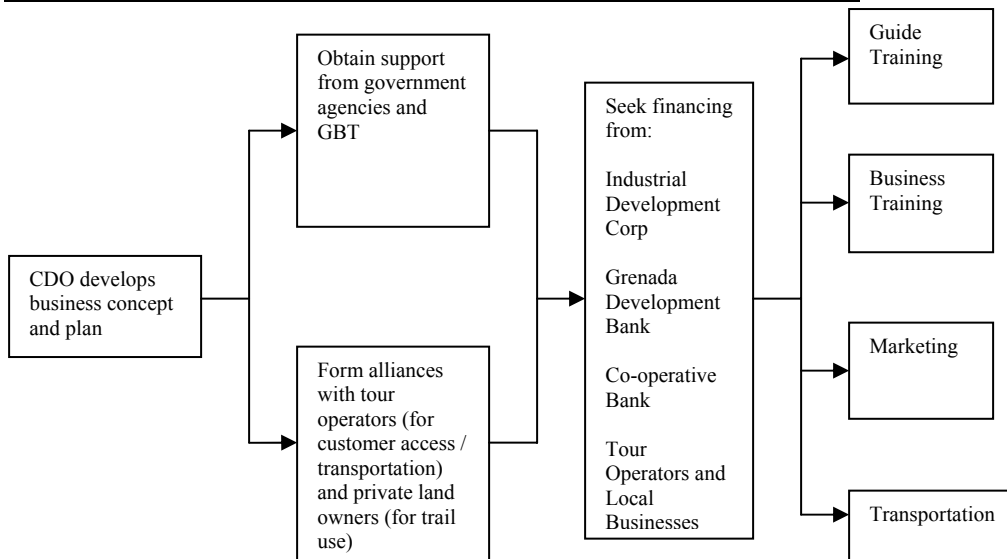 CDO develops
business concept
and plan
Obtain support
from government
agencies and
GBT
Form alliances
with tour
operators (for
customer access /
transportation)
and private land
owners (for trail
use)
Seek financing
from:
Industrial
Development
Corp
Grenada
Development
Bank
Co-operative
Bank
Tour
Operators and
Local
Businesses
Guide
Training
Business
Training
Marketing
Transportation